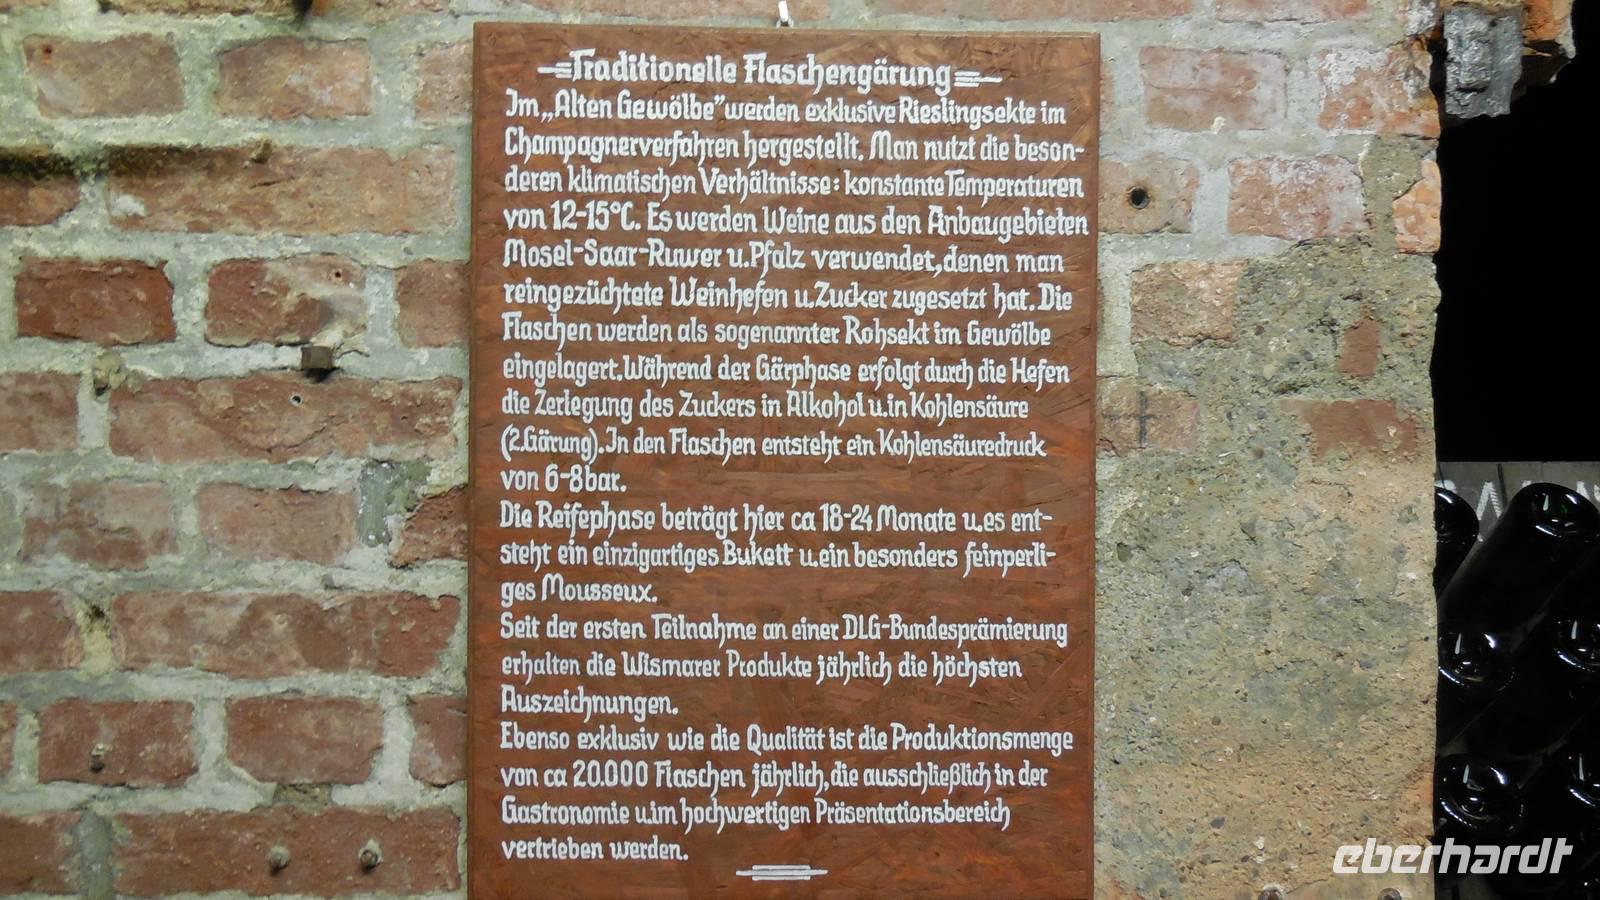 Traditionelle Flaschengärung
Im „Alten Gewölbe" werden exklusive Rieslingsekte im
Champagnerverfahren hergestellt. Man nutzt die beson-
deren klimatischen Verhältnisse: konstante Temperaturen
von 12-15°C. Es werden Weine aus den Anbaugebieten
Mosel-Saar-Ruwer u. Pfalz verwendet, denen man
reingezüchtete Weinhefen u. Zucker zugesetzt hat. Die
Flaschen werden als sogenannter Rohsekt im Gewölbe
eingelagert. Während der Gärphase erfolgt durch die Hefen
die Zerlegung des Zuckers in Alkohol u. in Kohlensäure
(2. Gärung). In den Flaschen entsteht ein Kohlensäuredruck
von 6-8 bar.
Die Reifephase beträgt hier ca 18-24 Monate u. es ent-
steht ein einzigartiges Bukett u. ein besonders feinperli-
ges Mousseux.
Seit der ersten Teilnahme an einer DLG-Bundesprämierung
erhalten die Wismarer Produkte jährlich die höchsten
Auszeichnungen.
Ebenso exklusiv wie die Qualität ist die Produktionsmenge
von ca 20.000 Flaschen jährlich, die ausschließlich in der
Gastronomie u. im hochwertigen Präsentationsbereich
vertrieben werden.
eberhardt